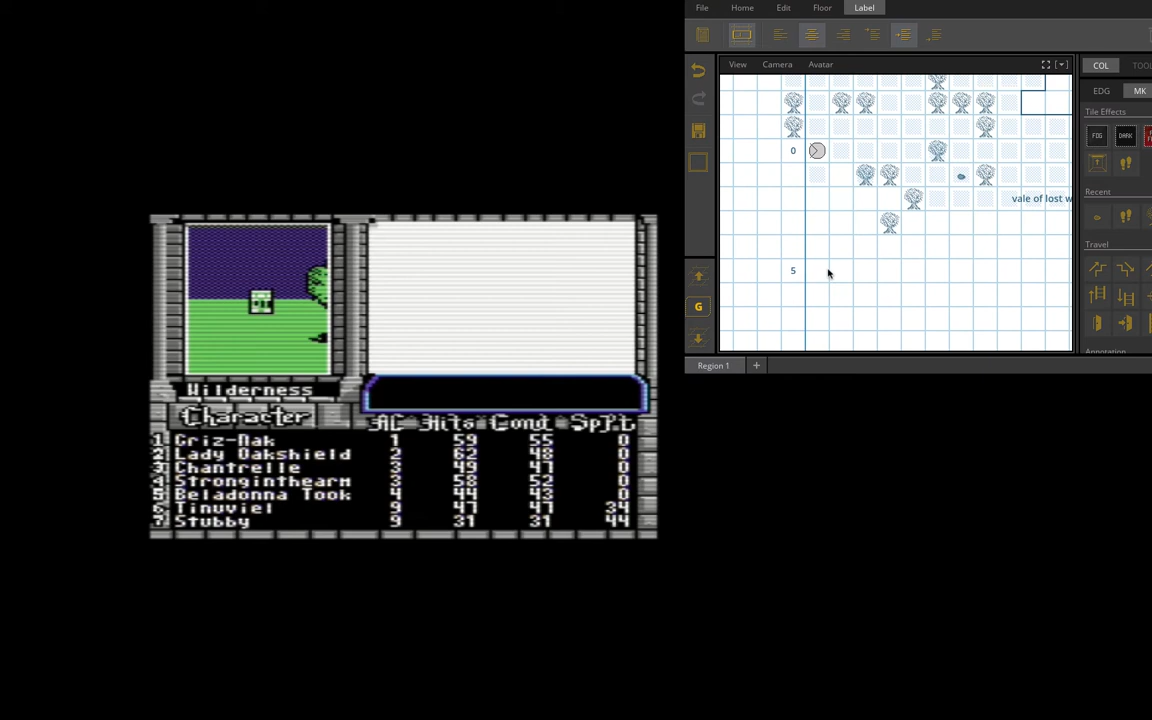 File Home Edit Floor Label
View Camera Avatar
COL
EDG MK
Tile Effects
FOG DARK
0
Recent
vale of lost w
Travel
5
G
Region 1 +
Wilderness
Character AC Hits Cond SpPt
1 Griz-Nak 1 59 55 0
2 Lady Oakshield 2 62 48 0
3 Chantrelle 3 49 47 0
4 Stronginthearm 3 58 52 0
5 Beladonna Took 4 44 43 0
6 Tinuviel 9 47 47 34
7 Stubby 9 31 31 44